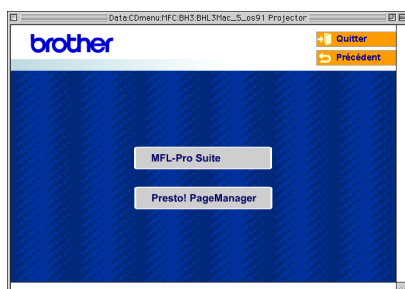 Data:CDmenu:MFC:BH3:BHL3Mac_5_os91 Projector
brother
Quitter
Précédent
MFL-Pro Suite
Presto! PageManager